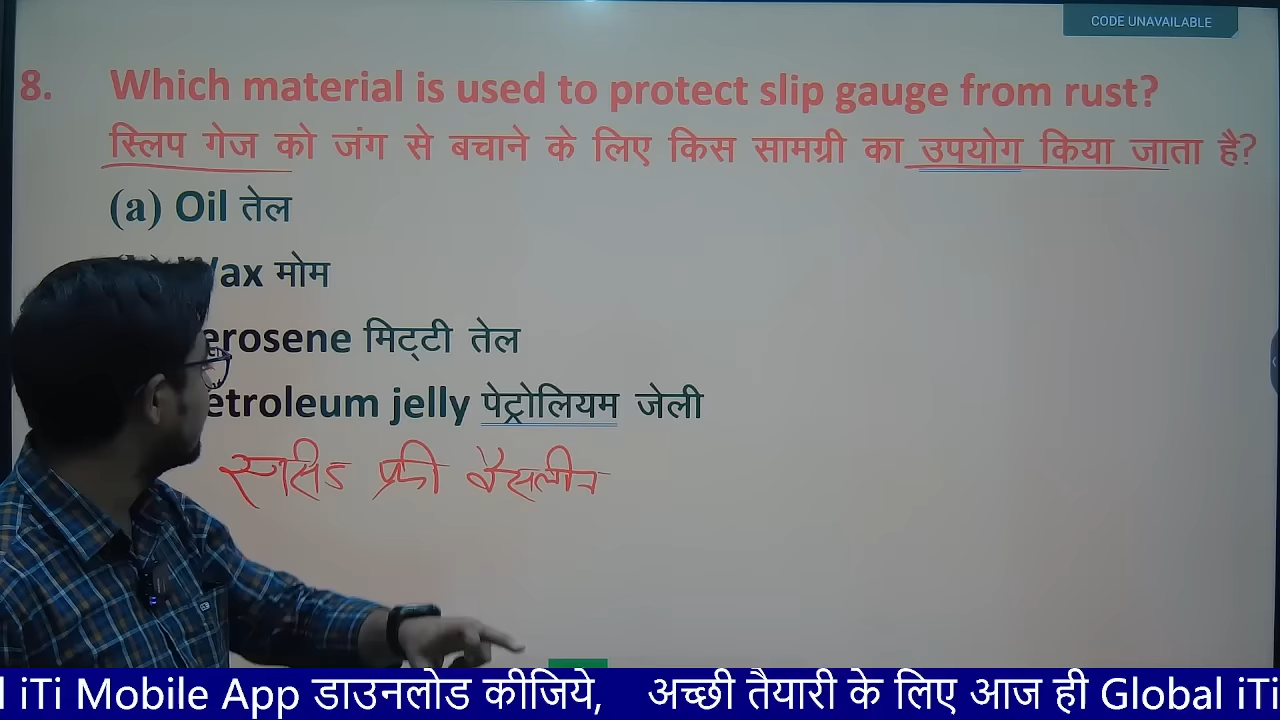 CODE UNAVAILABLE
8. Which material is used to protect slip gauge from rust?
स्लिप गेज को जंग से बचाने के लिए किस सामग्री का उपयोग किया जाता है?
(a) Oil तेल
Wax मोम
erosene मिट्टी तेल
etroleum jelly पेट्रोलियम जेली
फ्री वैसलीन
iTi Mobile App डाउनलोड कीजिये, अच्छी तैयारी के लिए आज ही Global iTi